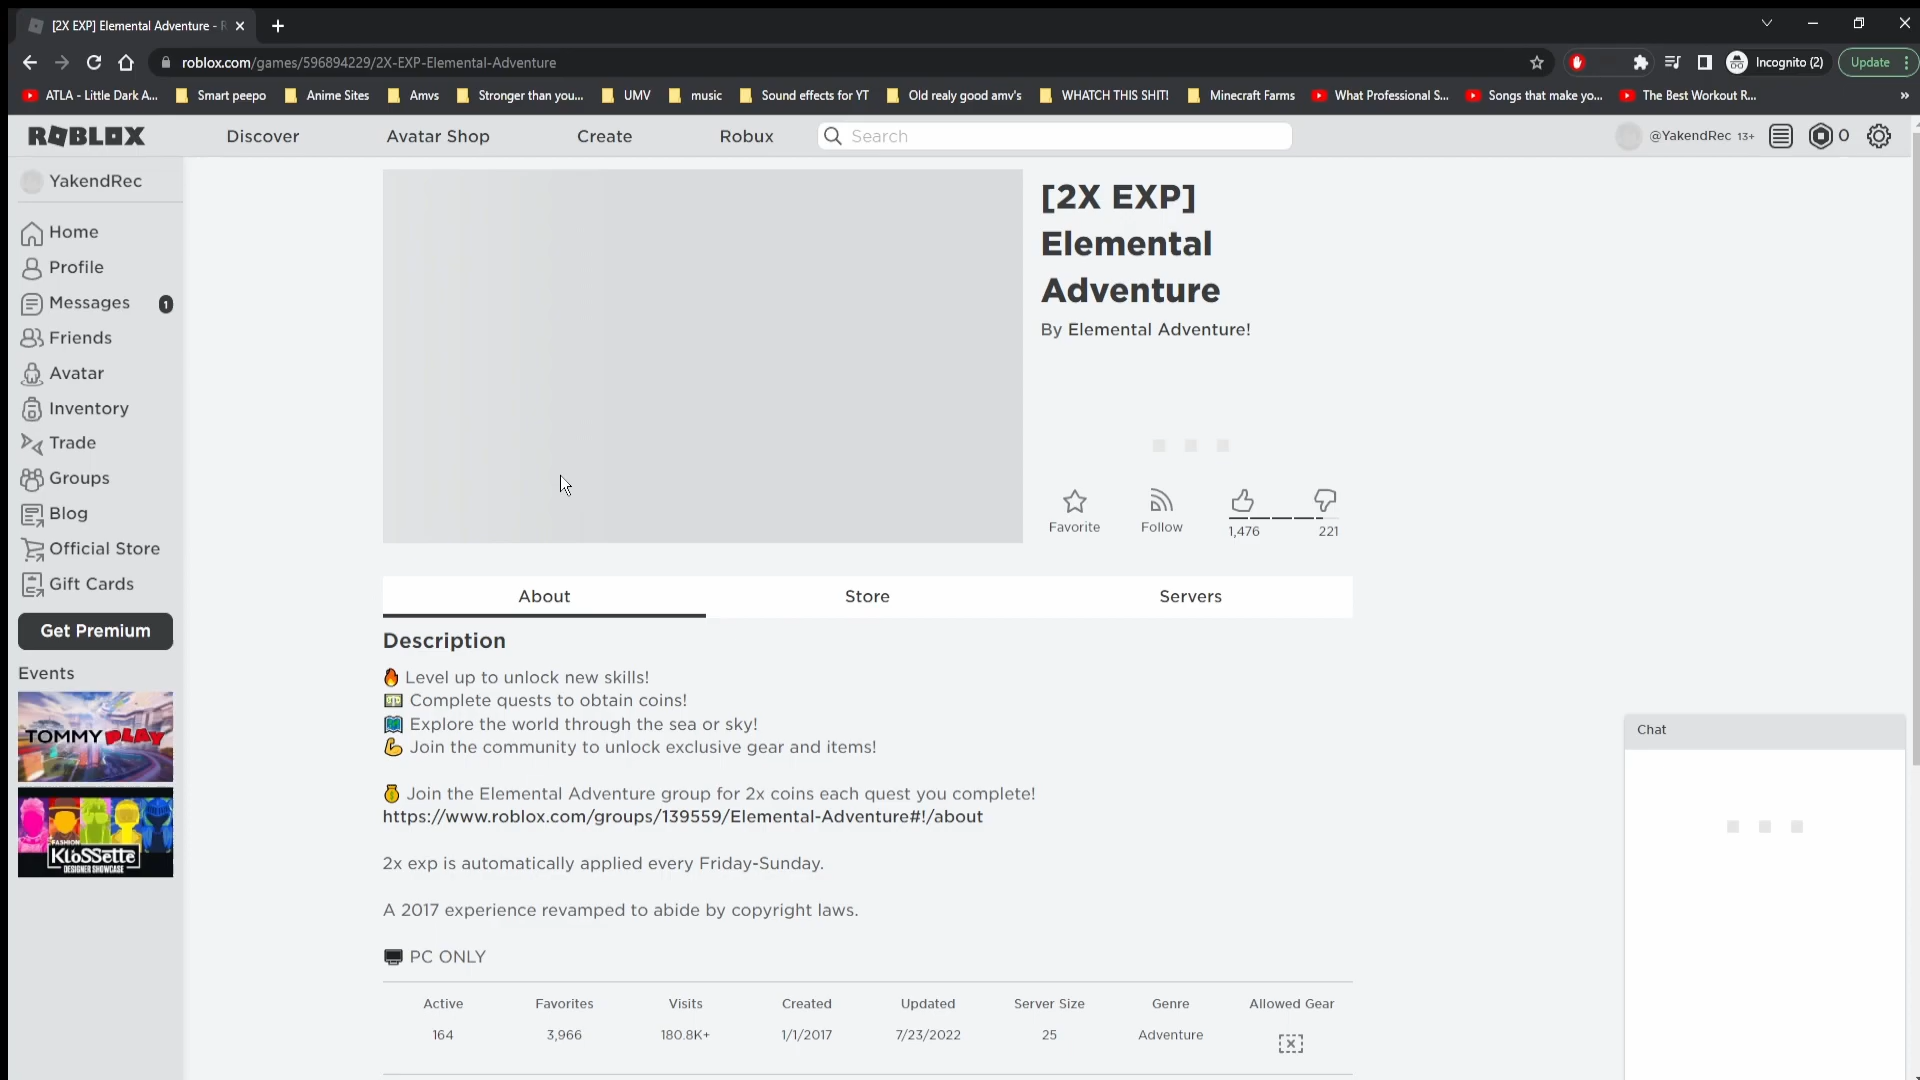 [2X EXP] Elemental Adventure - R
roblox.com/games/596894229/2X-EXP-Elemental-Adventure
Incognito (2)
Update
ATLA - Little Dark A...
Smart peepo
Anime Sites
Amvs
Stronger than you...
UMV
music
Sound effects for YT
Old realy good amv's
WHATCH THIS SHIT!
Minecraft Farms
What Professional S...
Songs that make yo...
The Best Workout R...
»
ROBLOX
Discover
Avatar Shop
Create
Robux
Search
@YakendRec 13+
0
YakendRec
Home
Profile
Messages 1
Friends
Avatar
Inventory
Trade
Groups
Blog
Official Store
Gift Cards
Get Premium
Events
TOMMY PLAY
FASHION
KLOSSETTE
DESIGNER SHOWCASE
[2X EXP]
Elemental
Adventure
By Elemental Adventure!
Favorite
Follow
1,476
221
About
Store
Servers
Description
🔥 Level up to unlock new skills!
💵 Complete quests to obtain coins!
🗺️ Explore the world through the sea or sky!
💪 Join the community to unlock exclusive gear and items!
💰 Join the Elemental Adventure group for 2x coins each quest you complete!
https://www.roblox.com/groups/139559/Elemental-Adventure#!/about
2x exp is automatically applied every Friday-Sunday.
A 2017 experience revamped to abide by copyright laws.
🖥️ PC ONLY
Active Favorites Visits Created Updated Server Size Genre Allowed Gear
164 3,966 180.8K+ 1/1/2017 7/23/2022 25 Adventure
Chat